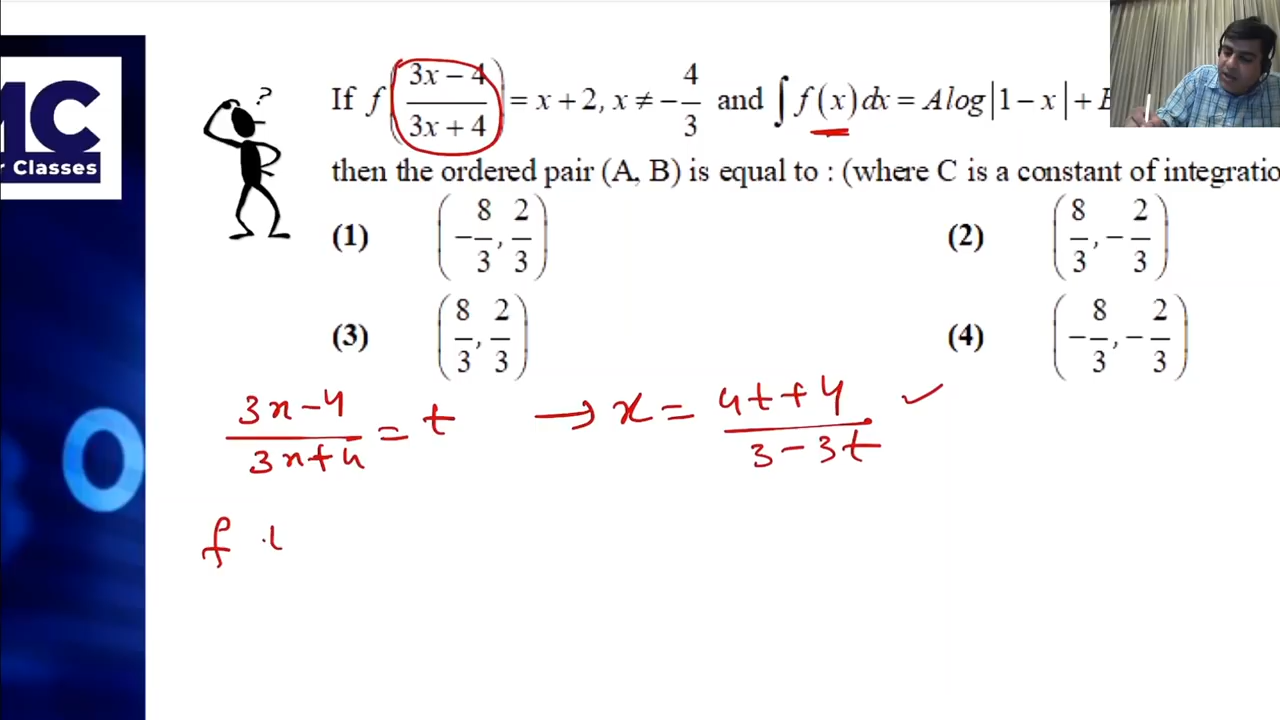 MC
r Classes
?
If f((3x − 4)/(3x + 4)) = x + 2, x ≠ −4/3 and ∫ f(x)dx = Alog|1 − x| + B
then the ordered pair (A, B) is equal to : (where C is a constant of integratio
(1) (−8/3, 2/3) (2) (8/3, −2/3)
(3) (8/3, 2/3) (4) (−8/3, −2/3)
(3x−4)/(3x+4) = t → x = (4t+4)/(3−3t) ✓
f